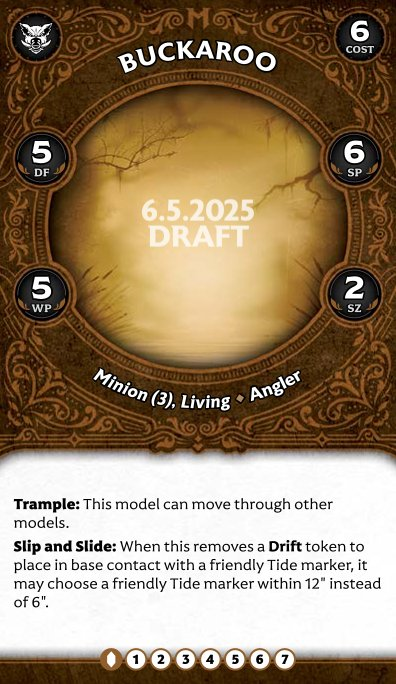 BUCKAROO
6
COST
5
DF
6
SP
6.5.2025
DRAFT
5
WP
2
SZ
Minion (3), Living ◆ Angler
Trample: This model can move through other
models.
Slip and Slide: When this removes a Drift token to
place in base contact with a friendly Tide marker, it
may choose a friendly Tide marker within 12" instead
of 6".
1 2 3 4 5 6 7